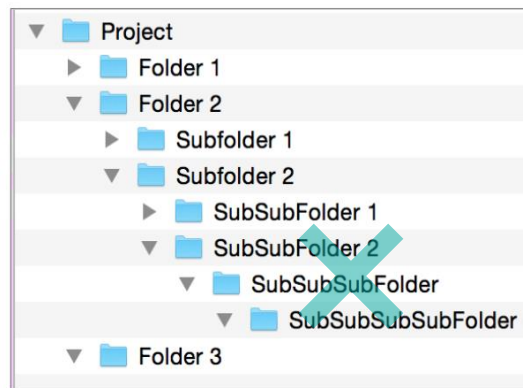 Project
Folder 1
Folder 2
Subfolder 1
Subfolder 2
SubSubFolder 1
SubSubFolder 2
SubSubSubFolder
SubSubSubSubFolder
Folder 3